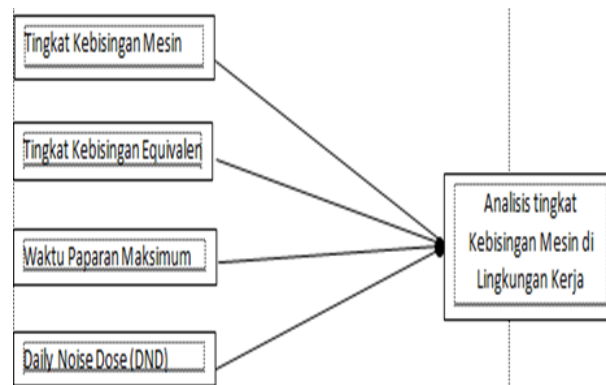 Tingkat Kebisingan Mesin
Tingkat Kebisingan Equivalen
Waktu Paparan Maksimum
Daily Noise Dose (DND)
Analisis tingkat
Kebisingan Mesin di
Lingkungan Kerja